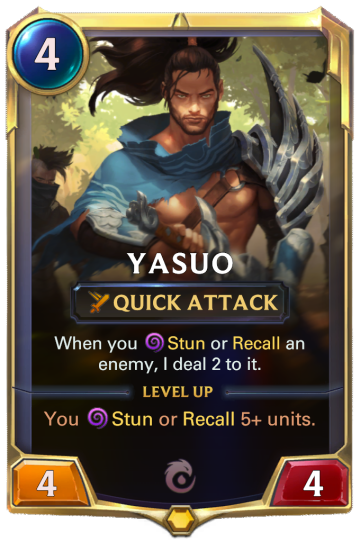 4
YASUO
QUICK ATTACK
When you Stun or Recall an
enemy, I deal 2 to it.
LEVEL UP
You Stun or Recall 5+ units.
4
4